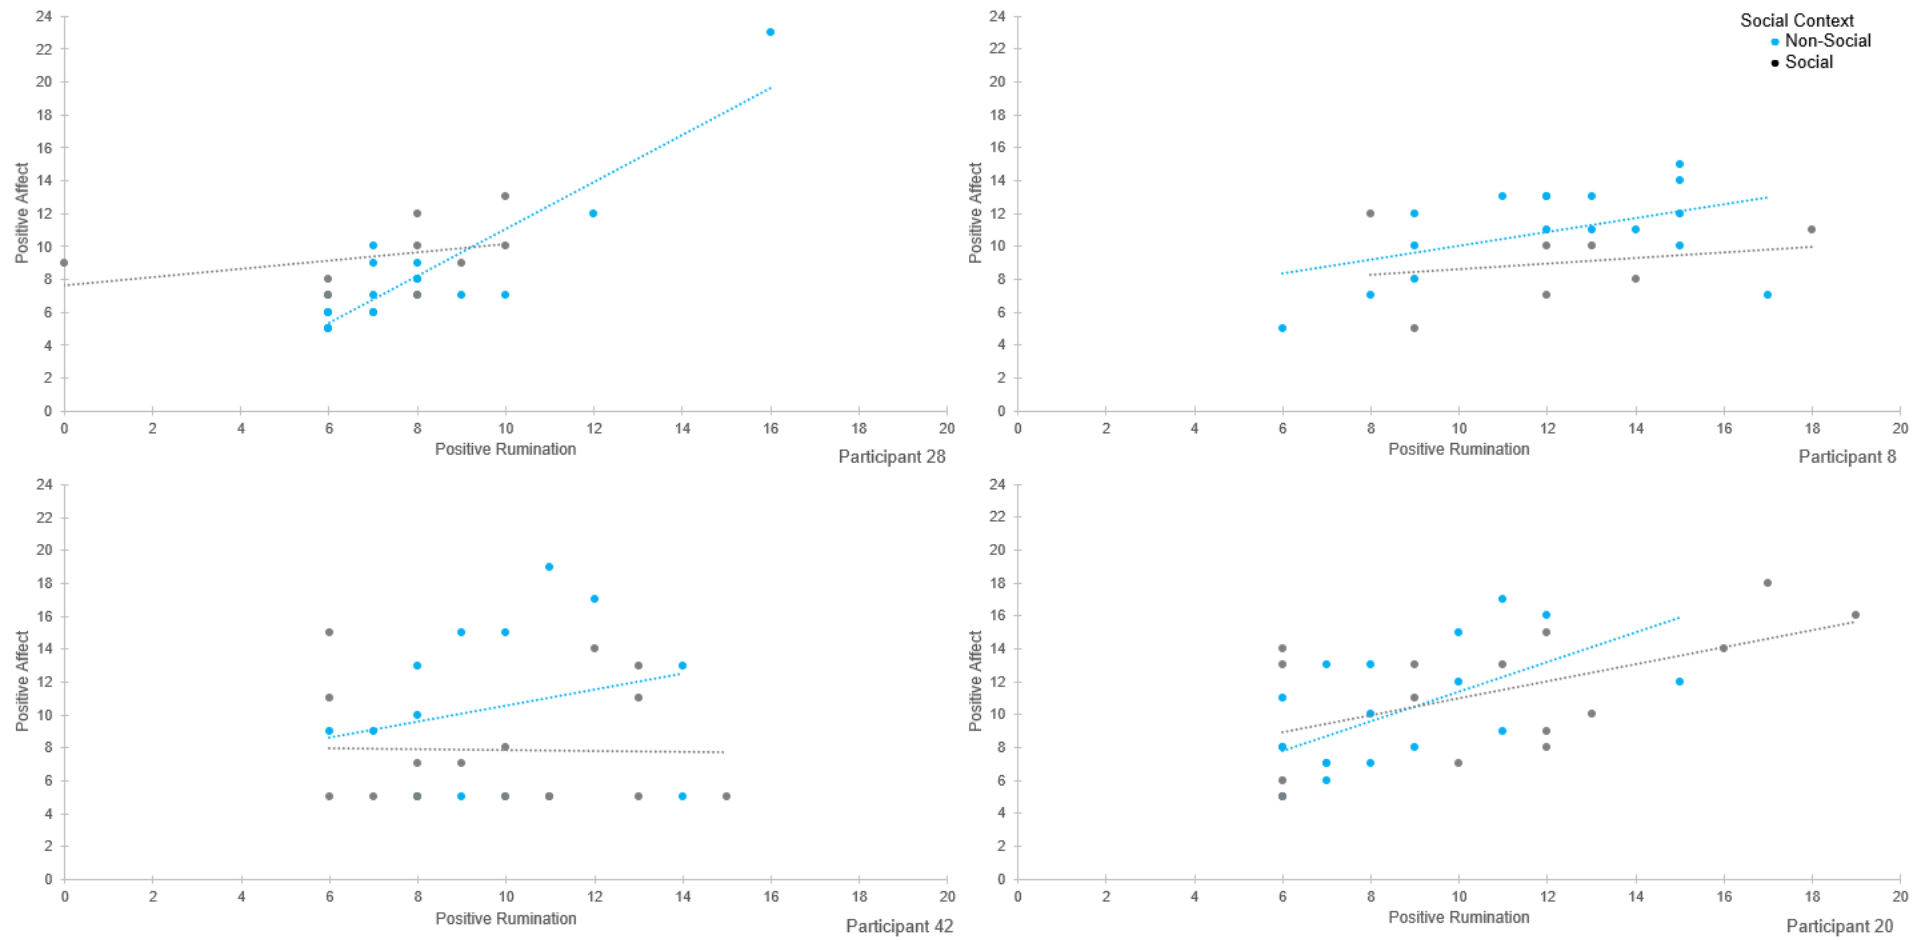 24
22
20
18
16
14
12
10
8
6
4
2
0
Positive Affect
0 2 4 6 8 10 12 14 16 18 20
Positive Rumination
Participant 28
24
22
20
18
16
14
12
10
8
6
4
2
0
Positive Affect
Social Context
Non-Social
Social
0 2 4 6 8 10 12 14 16 18 20
Positive Rumination
Participant 8
24
22
20
18
16
14
12
10
8
6
4
2
0
Positive Affect
0 2 4 6 8 10 12 14 16 18 20
Positive Rumination
Participant 42
24
22
20
18
16
14
12
10
8
6
4
2
0
Positive Affect
0 2 4 6 8 10 12 14 16 18 20
Positive Rumination
Participant 20